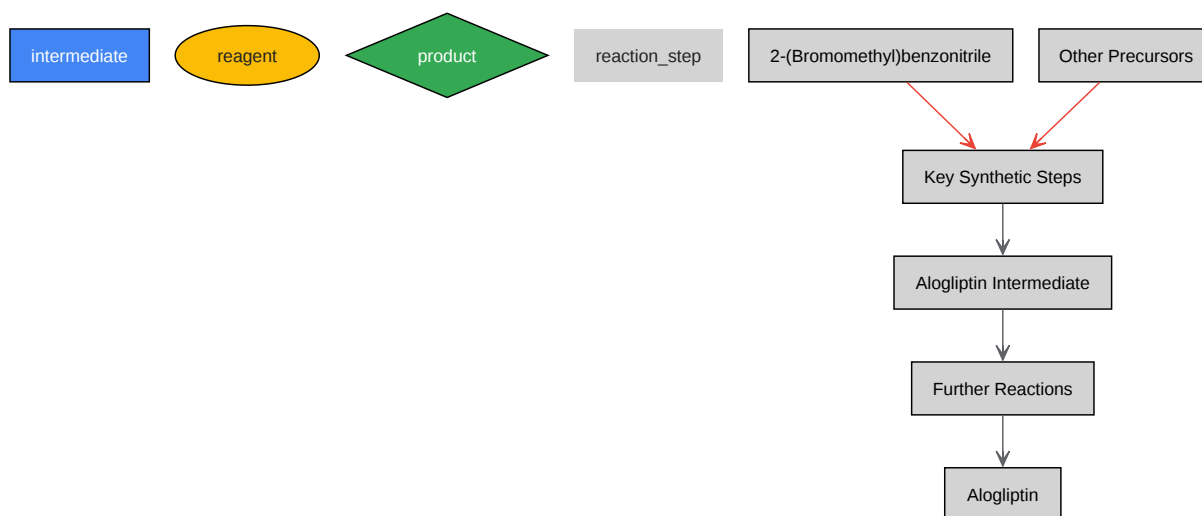 intermediate
reagent
product
reaction_step
2-(Bromomethyl)benzonitrile
Other Precursors
Key Synthetic Steps
Alogliptin Intermediate
Further Reactions
Alogliptin